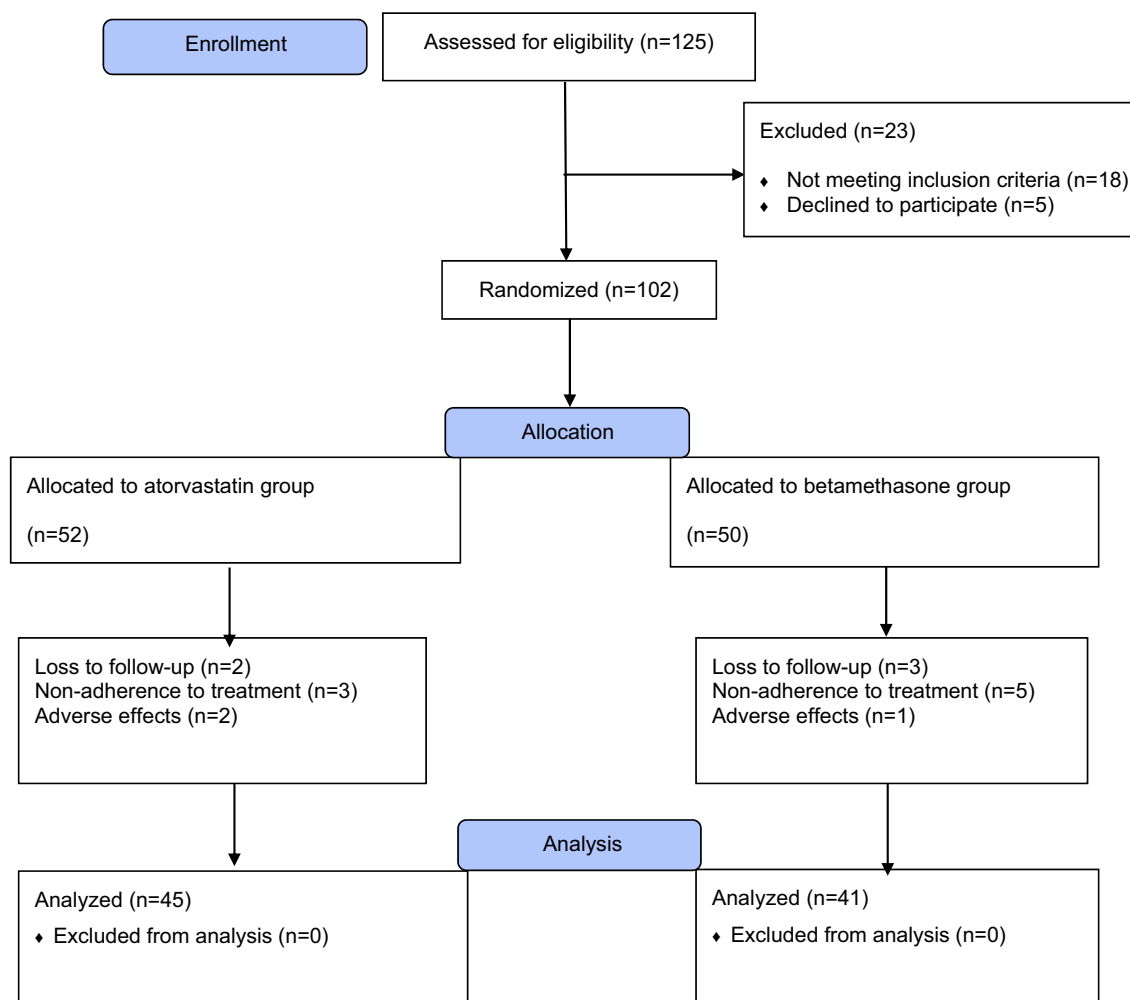 Enrollment
Assessed for eligibility (n=125)
Excluded (n=23)
♦ Not meeting inclusion criteria (n=18)
♦ Declined to participate (n=5)
Randomized (n=102)
Allocation
Allocated to atorvastatin group
(n=52)
Allocated to betamethasone group
(n=50)
Loss to follow-up (n=2)
Non-adherence to treatment (n=3)
Adverse effects (n=2)
Loss to follow-up (n=3)
Non-adherence to treatment (n=5)
Adverse effects (n=1)
Analysis
Analyzed (n=45)
♦ Excluded from analysis (n=0)
Analyzed (n=41)
♦ Excluded from analysis (n=0)